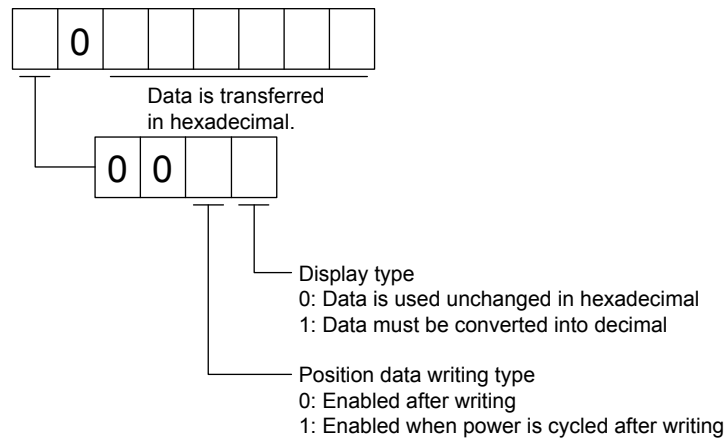 0
Data is transferred
in hexadecimal.
0 0
Display type
0: Data is used unchanged in hexadecimal
1: Data must be converted into decimal
Position data writing type
0: Enabled after writing
1: Enabled when power is cycled after writing